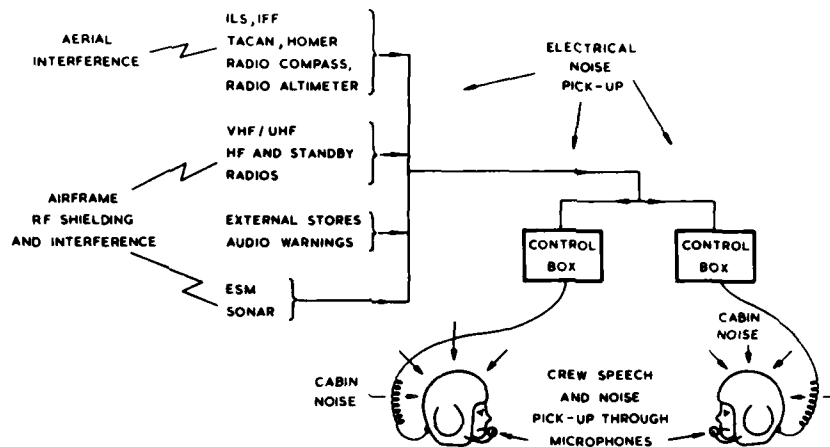 AERIAL
INTERFERENCE
ILS, IFF
TACAN, HOMER
RADIO COMPASS,
RADIO ALTIMETER
ELECTRICAL
NOISE
PICK-UP
VHF / UHF
HF AND STANDBY
RADIOS
AIRFRAME
RF SHIELDING
AND INTERFERENCE
EXTERNAL STORES
AUDIO WARNINGS
ESM
SONAR
CONTROL
BOX
CONTROL
BOX
CABIN
NOISE
CABIN
NOISE
CREW SPEECH
AND NOISE
PICK-UP THROUGH
MICROPHONES